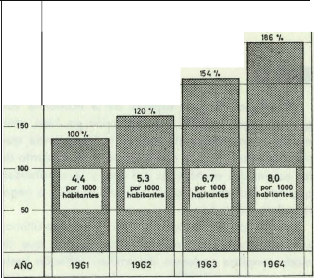 186 %
154 %
120 %
100 %
150
100
50
4,4
por 1000
habitantes
5,3
por 1000
habitantes
6,7
por 1000
habitantes
8,0
por 1000
habitantes
AÑO 1961 1962 1963 1964